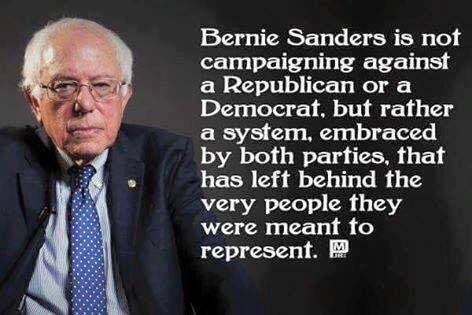 Bernie Sanders is not
campaigning against
a Republican or a
Democrat, but rather
a system, embraced
by both parties, that
has left behind the
very people they
were meant to
represent.